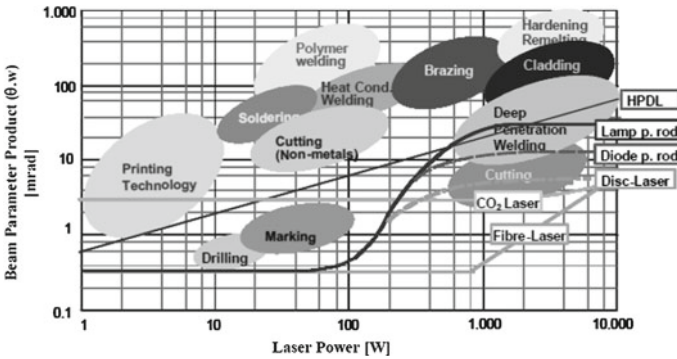 1.000
100
10
1
0.1
Beam Parameter Product (θ.w)
[mrad]
Hardening
Remelting
Polymer
welding
Brazing
Cladding
Heat Cond.
Welding
HPDL
Soldering
Deep
Penetration
Welding
Lamp p. rod
Cutting
(Non-metals)
Diode p. rod
Printing
Technology
Cutting
Disc-Laser
CO₂ Laser
Marking
Fibre-Laser
Drilling
1
10
100
1.000
10.000
Laser Power [W]